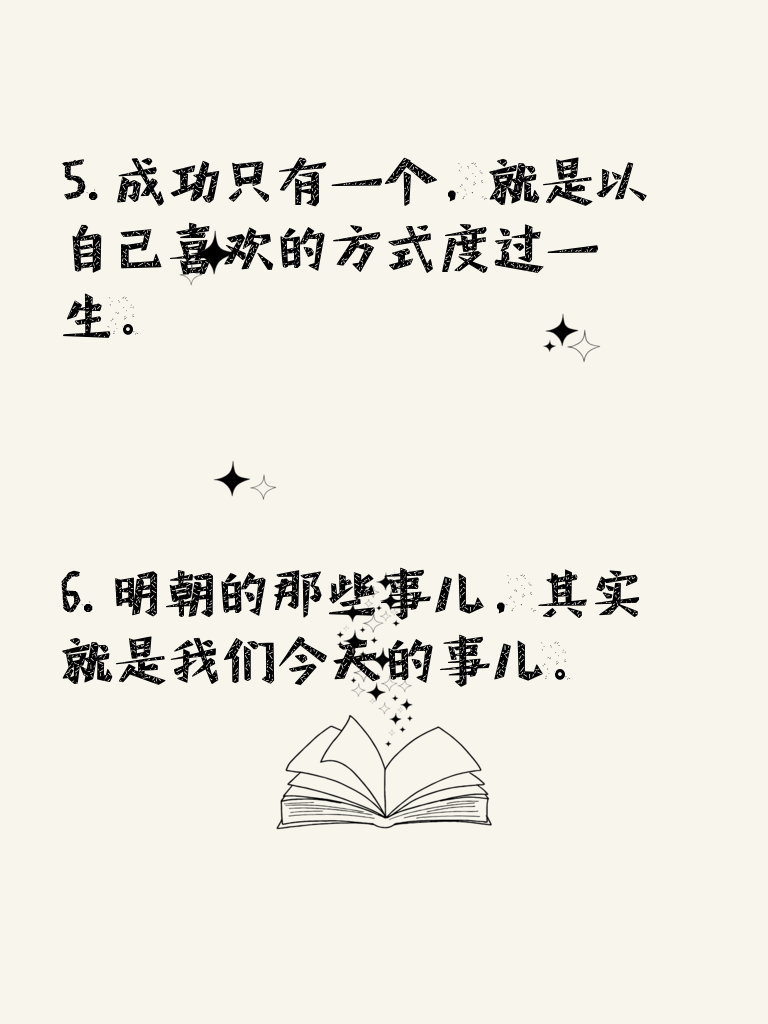 5. 成功只有一个，就是以
自己喜欢的方式度过一
生。
6. 明朝的那些事儿，其实
就是我们今天的事儿。